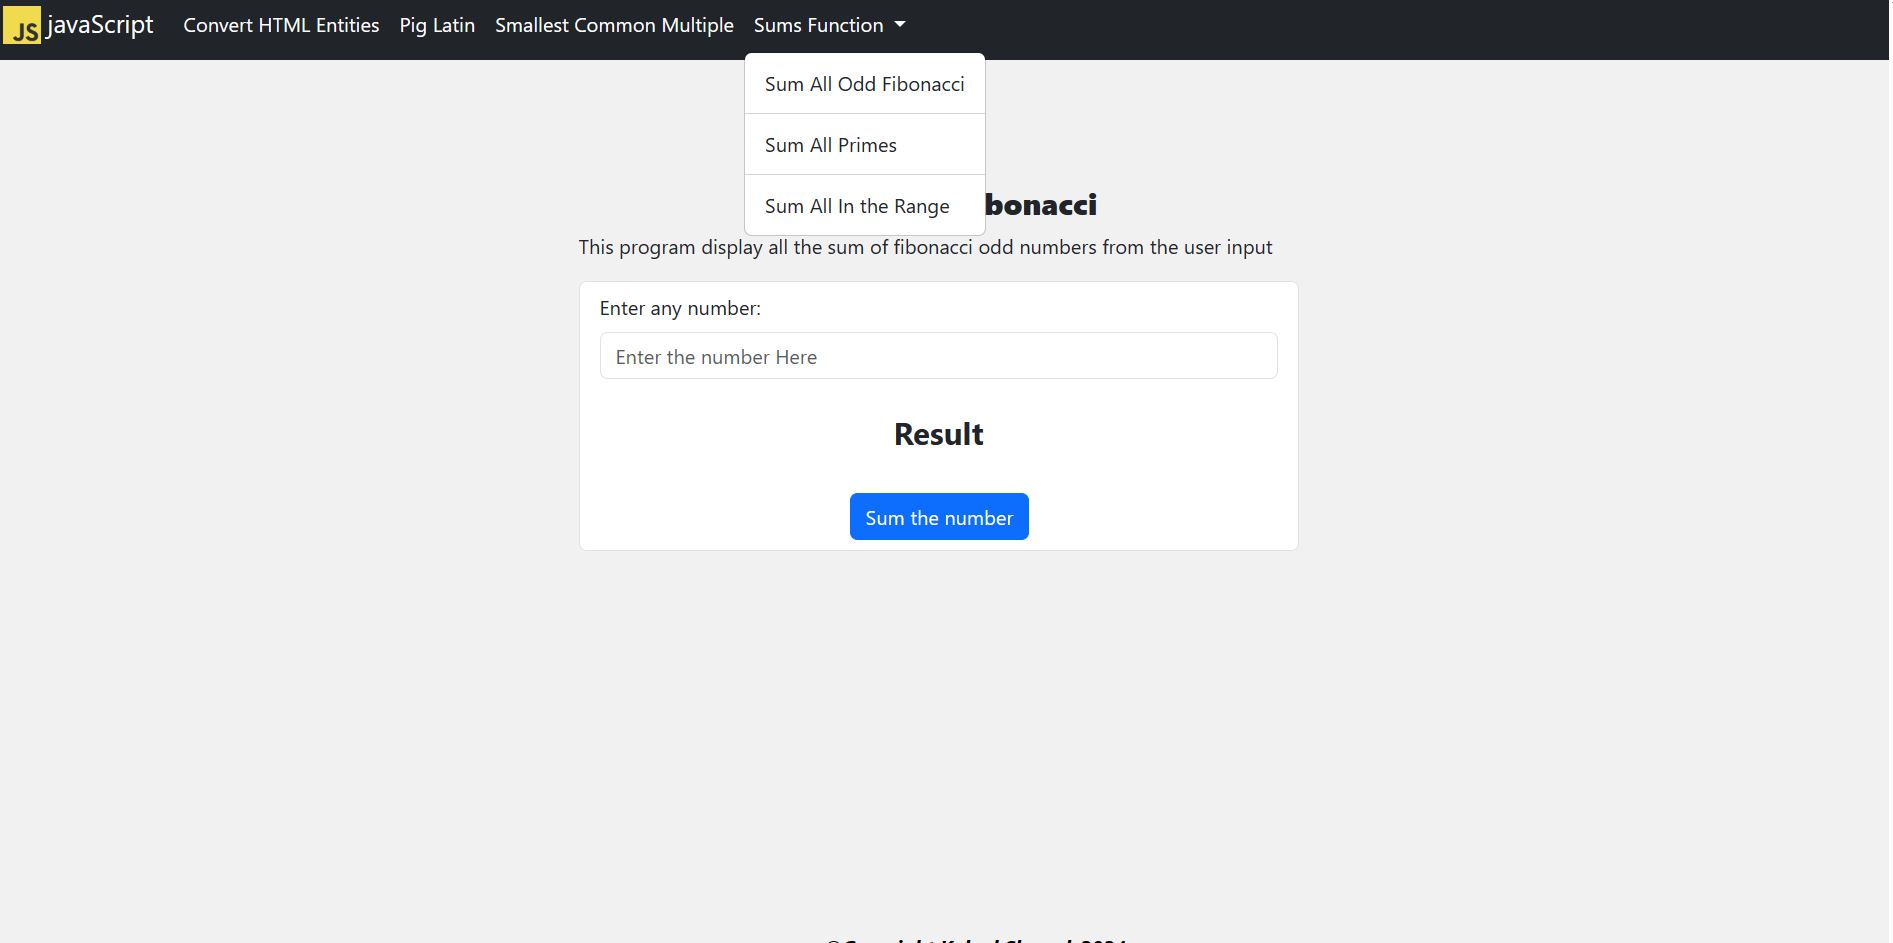 JS javaScript Convert HTML Entities Pig Latin Smallest Common Multiple Sums Function
Sum All Odd Fibonacci
Sum All Primes
Sum All In the Range
bonacci
This program display all the sum of fibonacci odd numbers from the user input
Enter any number:
Enter the number Here
Result
Sum the number